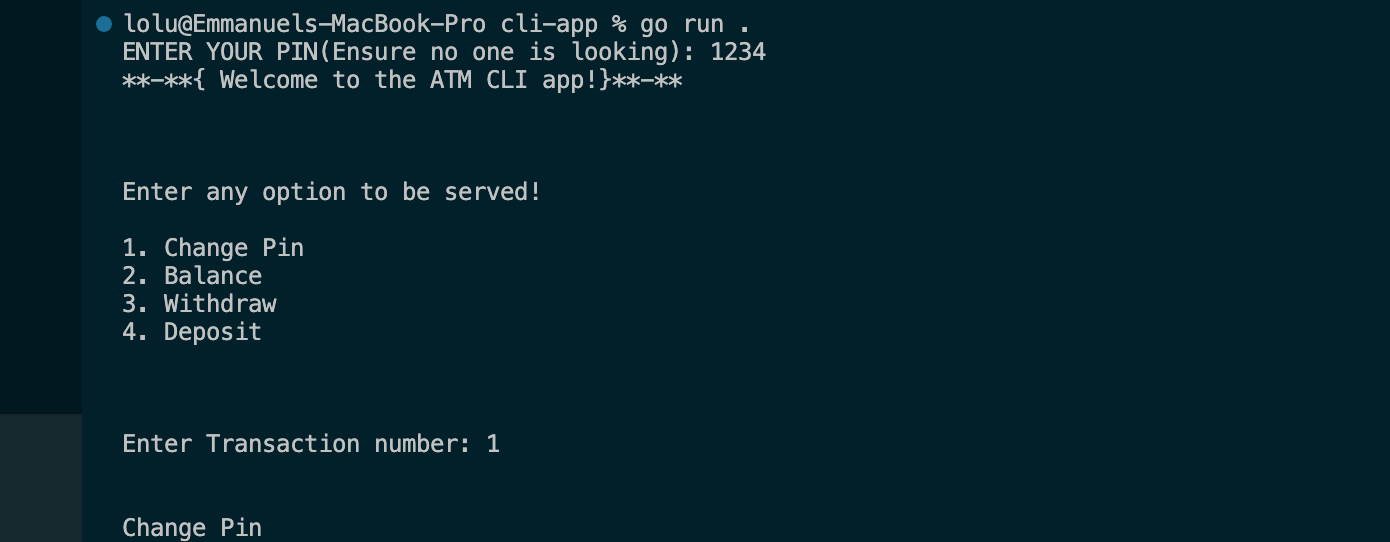 lolu@Emmanuels-MacBook-Pro cli-app % go run .
ENTER YOUR PIN(Ensure no one is looking): 1234
**-**{ Welcome to the ATM CLI app!}**-**
Enter any option to be served!
1. Change Pin
2. Balance
3. Withdraw
4. Deposit
Enter Transaction number: 1
Change Pin